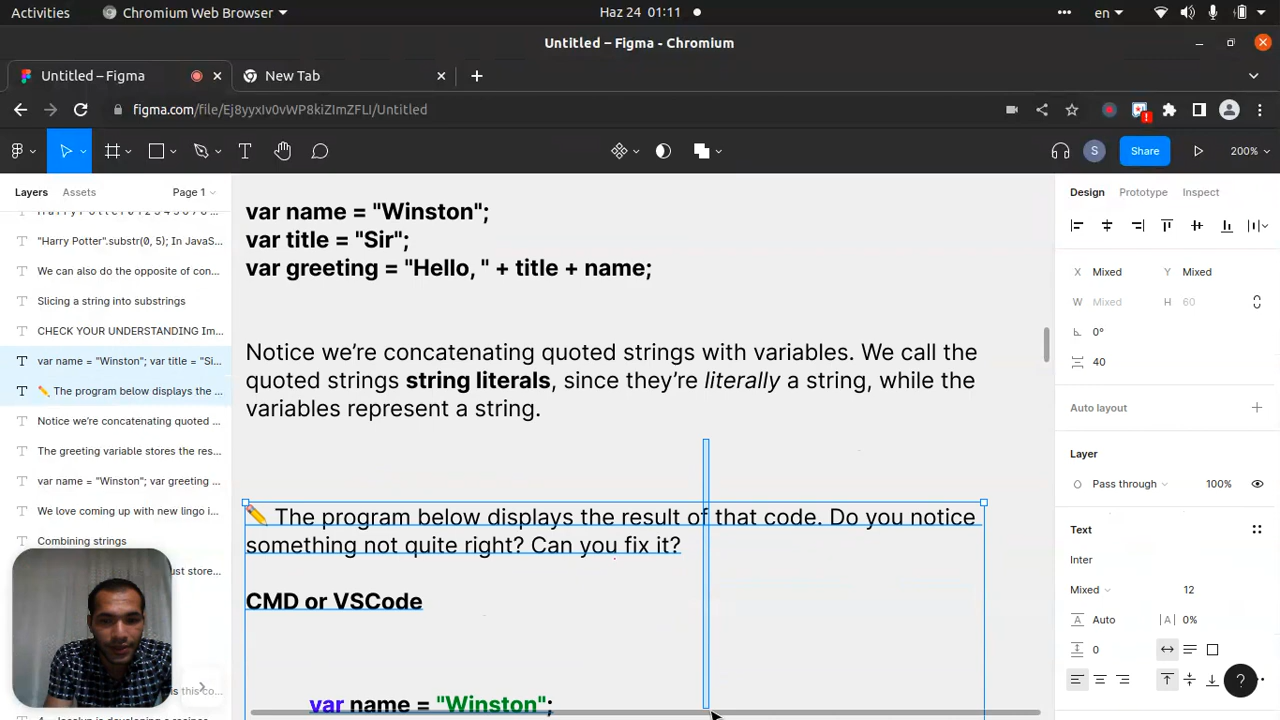 Activities
Chromium Web Browser
Haz 24 01:11
en
Untitled – Figma - Chromium
Untitled – Figma
New Tab
figma.com/file/Ej8yyxIv0vWP8kiZImZFLI/Untitled
S
Share
200%
Layers
Assets
Page 1
Design
Prototype
Inspect
"Harry Potter".substr(0, 5); In JavaS...
We can also do the opposite of con...
Slicing a string into substrings
CHECK YOUR UNDERSTANDING Im...
var name = "Winston"; var title = "Si...
✏️ The program below displays the ...
Notice we're concatenating quoted ...
The greeting variable stores the res...
var name = "Winston"; var greeting ...
We love coming up with new lingo i...
Combining strings
ust store...
is this co...
var name = "Winston";
var title = "Sir";
var greeting = "Hello, " + title + name;
Notice we’re concatenating quoted strings with variables. We call the
quoted strings string literals, since they’re literally a string, while the
variables represent a string.
✏️ The program below displays the result of that code. Do you notice
something not quite right? Can you fix it?
CMD or VSCode
var name = "Winston";
X Mixed
Y Mixed
W Mixed
H 60
0°
40
Auto layout
Layer
Pass through
100%
Text
Inter
Mixed
12
Auto
0%
0
?